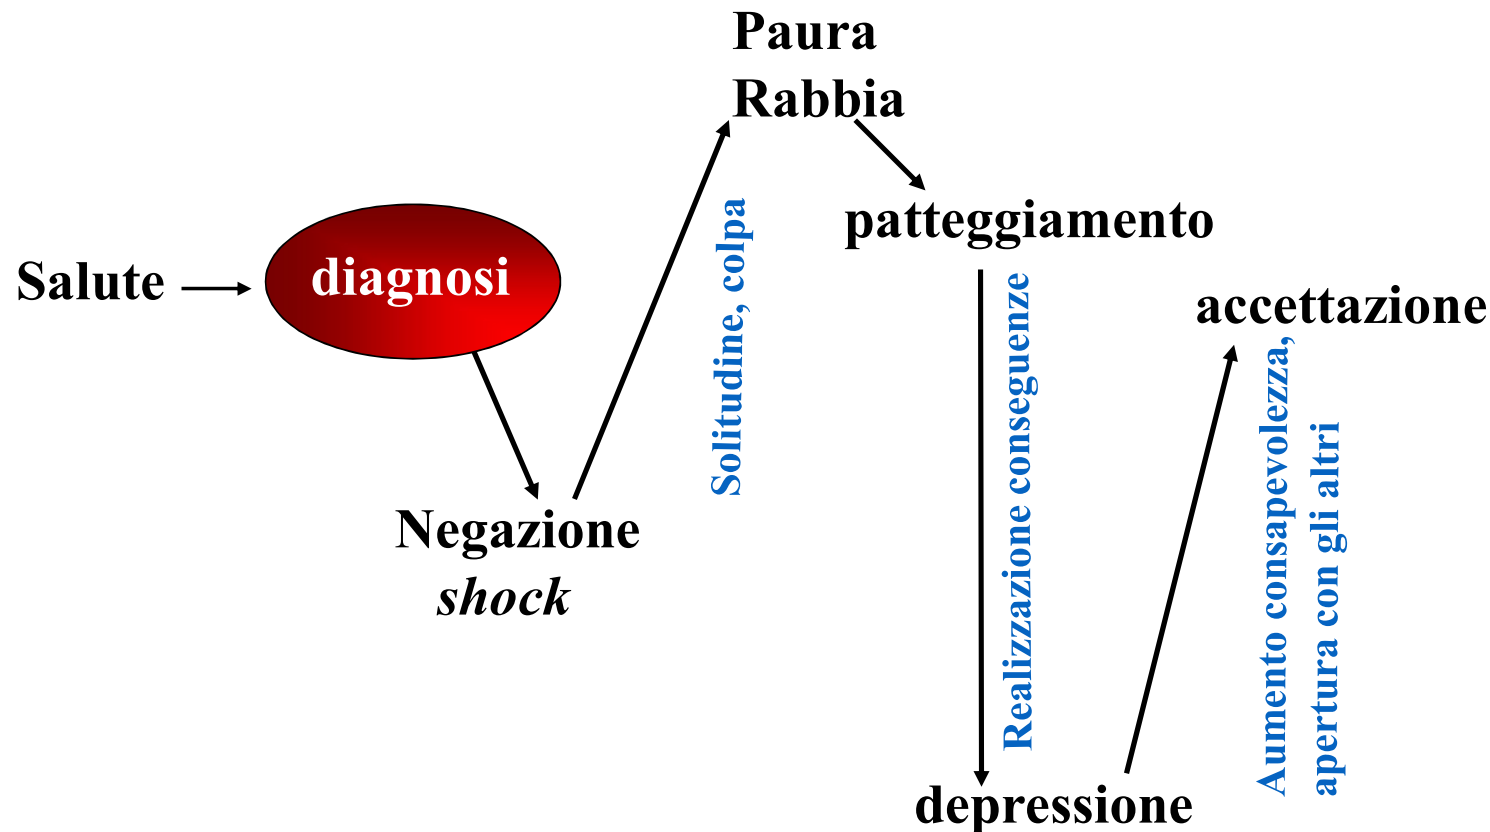 Paura
Rabbia
patteggiamento
Salute
diagnosi
Solitudine, colpa
Realizzazione conseguenze
accettazione
Aumento consapevolezza,
apertura con gli altri
Negazione
shock
depressione